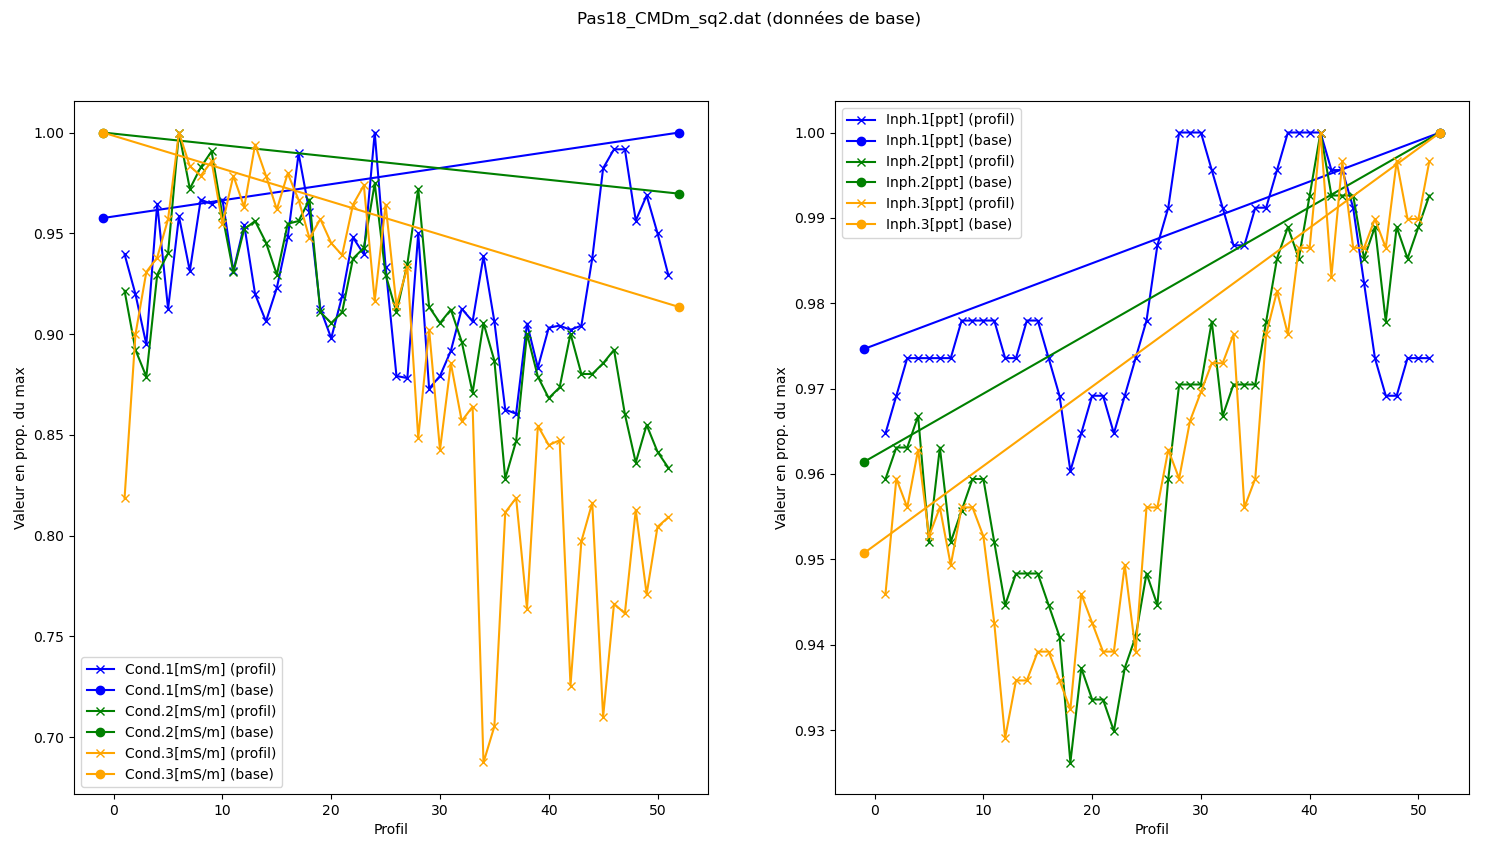 Pas18_CMDm_sq2.dat (données de base)
Valeur en prop. du max
1.00
0.95
0.90
0.85
0.80
0.75
0.70
Cond.1[mS/m] (profil)
Cond.1[mS/m] (base)
Cond.2[mS/m] (profil)
Cond.2[mS/m] (base)
Cond.3[mS/m] (profil)
Cond.3[mS/m] (base)
0 10 20 30 40 50
Profil
Valeur en prop. du max
1.00
0.99
0.98
0.97
0.96
0.95
0.94
0.93
Inph.1[ppt] (profil)
Inph.1[ppt] (base)
Inph.2[ppt] (profil)
Inph.2[ppt] (base)
Inph.3[ppt] (profil)
Inph.3[ppt] (base)
0 10 20 30 40 50
Profil